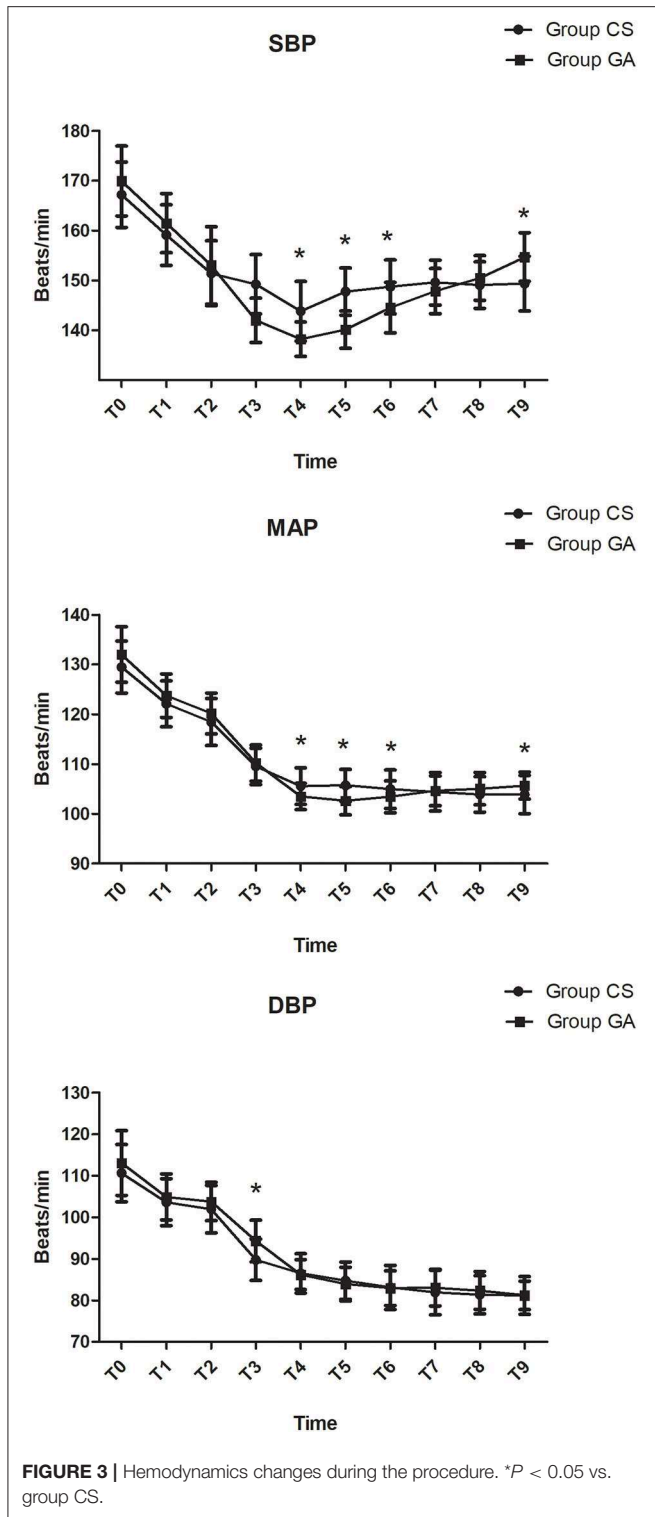 SBP
Group CS
Group GA
Beats/min
180
170
160
150
140
* * * *
T0 T1 T2 T3 T4 T5 T6 T7 T8 T9
Time
MAP
Group CS
Group GA
Beats/min
140
130
120
110
100
90
* * * *
T0 T1 T2 T3 T4 T5 T6 T7 T8 T9
Time
DBP
Group CS
Group GA
Beats/min
130
120
110
100
90
80
70
*
T0 T1 T2 T3 T4 T5 T6 T7 T8 T9
Time
FIGURE 3 | Hemodynamics changes during the procedure. *P < 0.05 vs.
group CS.